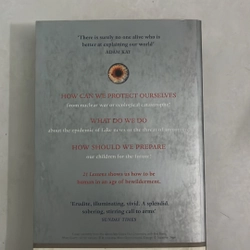 'There is surely no one alive who is
better at explaining our world'
HOW CAN WE PROTECT OURSELVES
from nuclear war or ecological catastrophe?
WHAT DO WE DO
about the epidemic of fake news or the threat of
HOW SHOULD WE PREPARE
our children for the future?
21 Lessons shows us how to be
human in an age of bewilderment.
'Erudite, illuminating, vivid. A splendid,
sobering, stirring call to arms'
SUNDAY TIMES